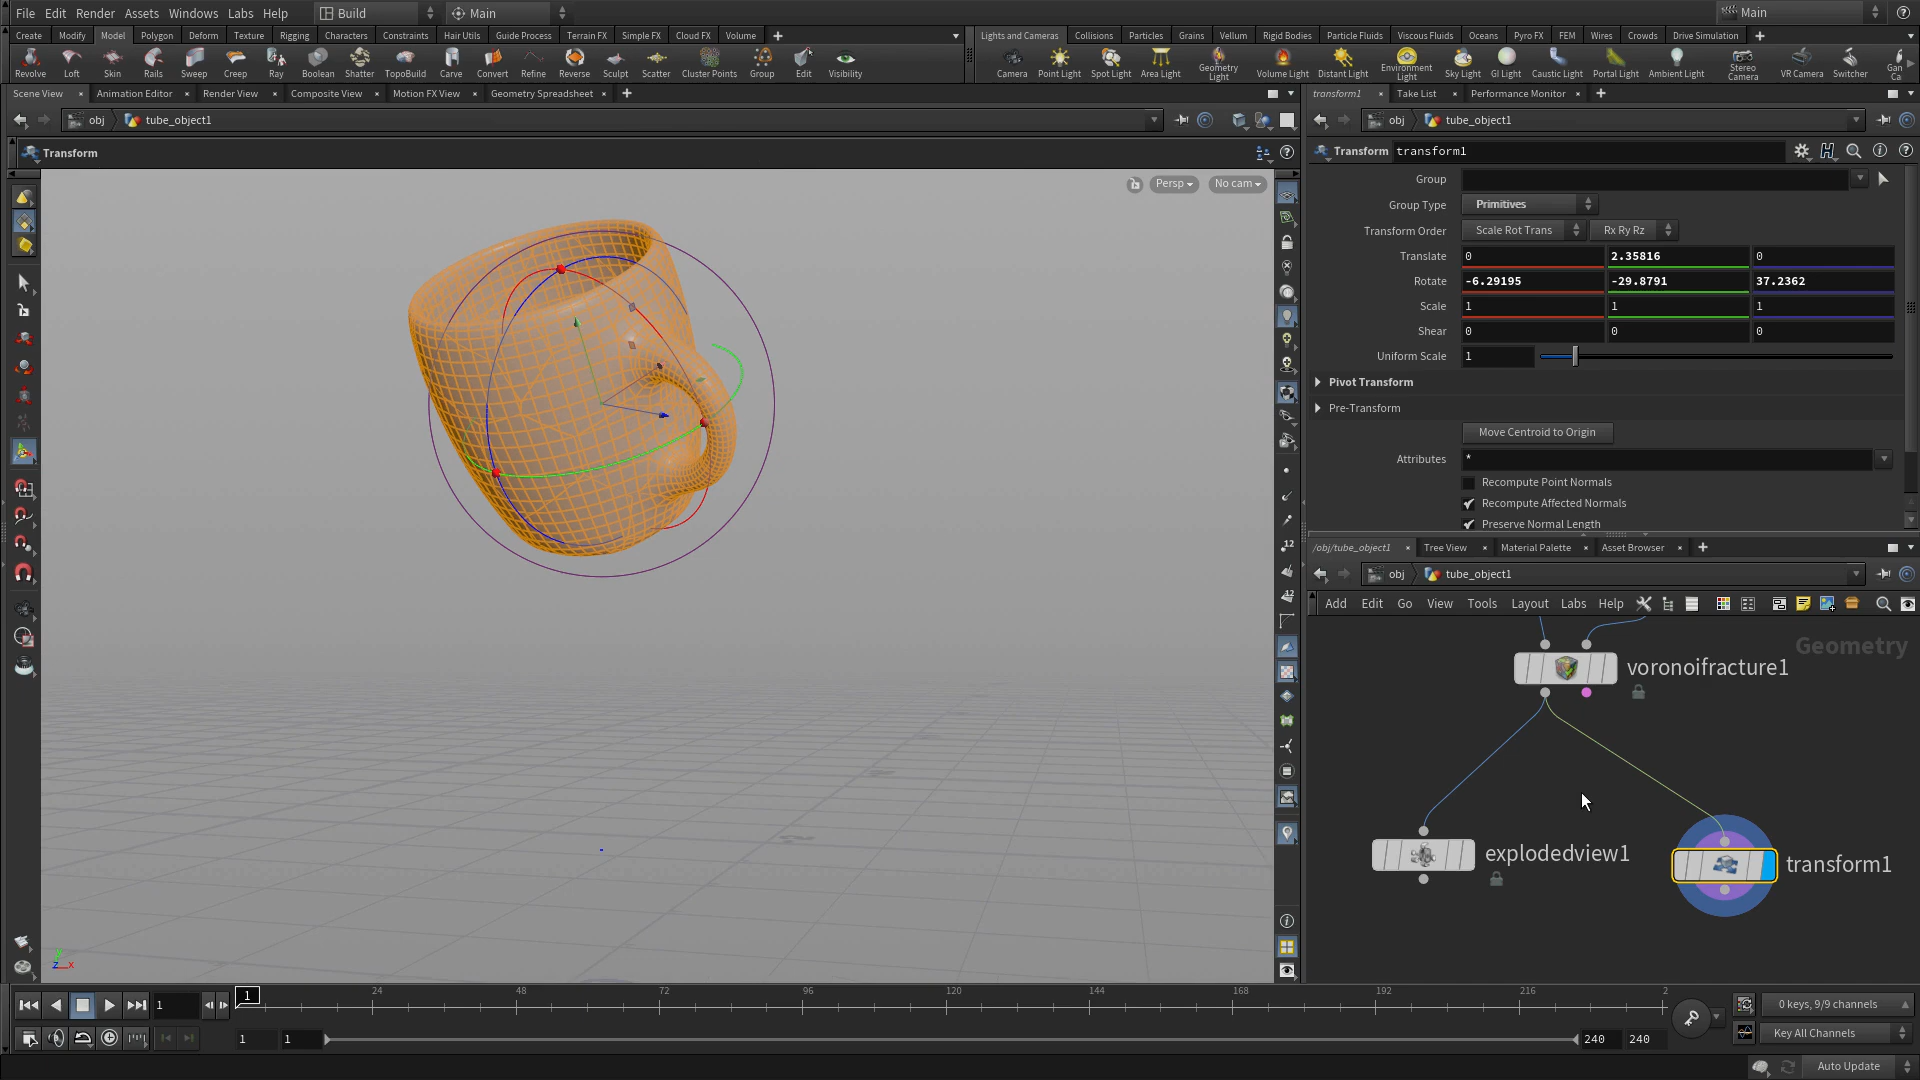 File Edit Render Assets Windows Labs Help Build Main Main
Create Modify Model Polygon Deform Texture Rigging Characters Constraints Hair Utils Guide Process Terrain FX Simple FX Cloud FX Volume
Lights and Cameras Collisions Particles Grains Vellum Rigid Bodies Particle Fluids Viscous Fluids Oceans Pyro FX FEM Wires Crowds Drive Simulation
Revolve Loft Skin Rails Sweep Creep Ray Boolean Shatter TopoBuild Carve Convert Refine Reverse Sculpt Scatter Cluster Points Group Edit Visibility
Camera Point Light Spot Light Area Light Geometry Light Volume Light Distant Light Environment Light Sky Light GI Light Caustic Light Portal Light Ambient Light Stereo Camera VR Camera Switcher Gan Ca
Scene View Animation Editor Render View Composite View Motion FX View Geometry Spreadsheet
transform1 Take List Performance Monitor
obj tube_object1
obj tube_object1
Transform
Transform transform1
Persp No cam
Group
Group Type Primitives
Transform Order Scale Rot Trans Rx Ry Rz
Translate 0 2.35816 0
Rotate -6.29195 -29.8791 37.2362
Scale 1 1 1
Shear 0 0 0
Uniform Scale 1
Pivot Transform
Pre-Transform
Move Centroid to Origin
Attributes *
Recompute Point Normals
Recompute Affected Normals
Preserve Normal Length
/obj/tube_object1 Tree View Material Palette Asset Browser
obj tube_object1
Add Edit Go View Tools Layout Labs Help
Geometry
voronoifracture1
explodedview1
transform1
12
12
y
z x
1 1 24 48 72 96 120 144 168 192 216 2
0 keys, 9/9 channels
1 1 240 240
Key All Channels
Auto Update